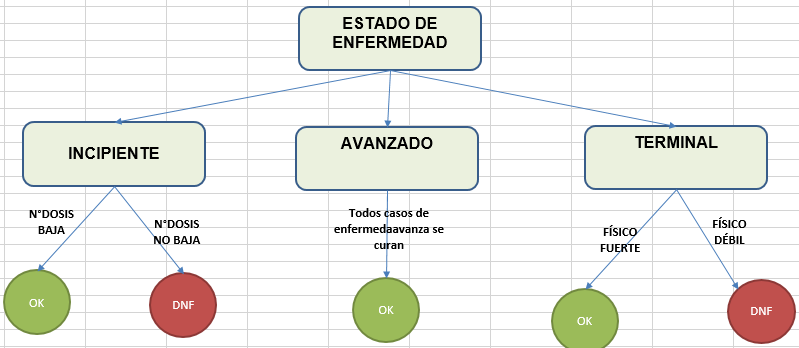 ESTADO DE
ENFERMEDAD
INCIPIENTE
AVANZADO
TERMINAL
N°DOSIS
BAJA
N°DOSIS
NO BAJA
Todos casos de
enfermedaavanza se
curan
FÍSICO
FUERTE
FÍSICO
DÉBIL
OK
DNF
OK
OK
DNF